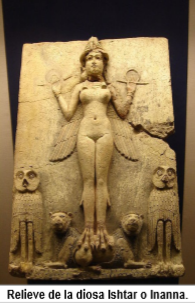 Relieve de la diosa Ishtar o Inanna.